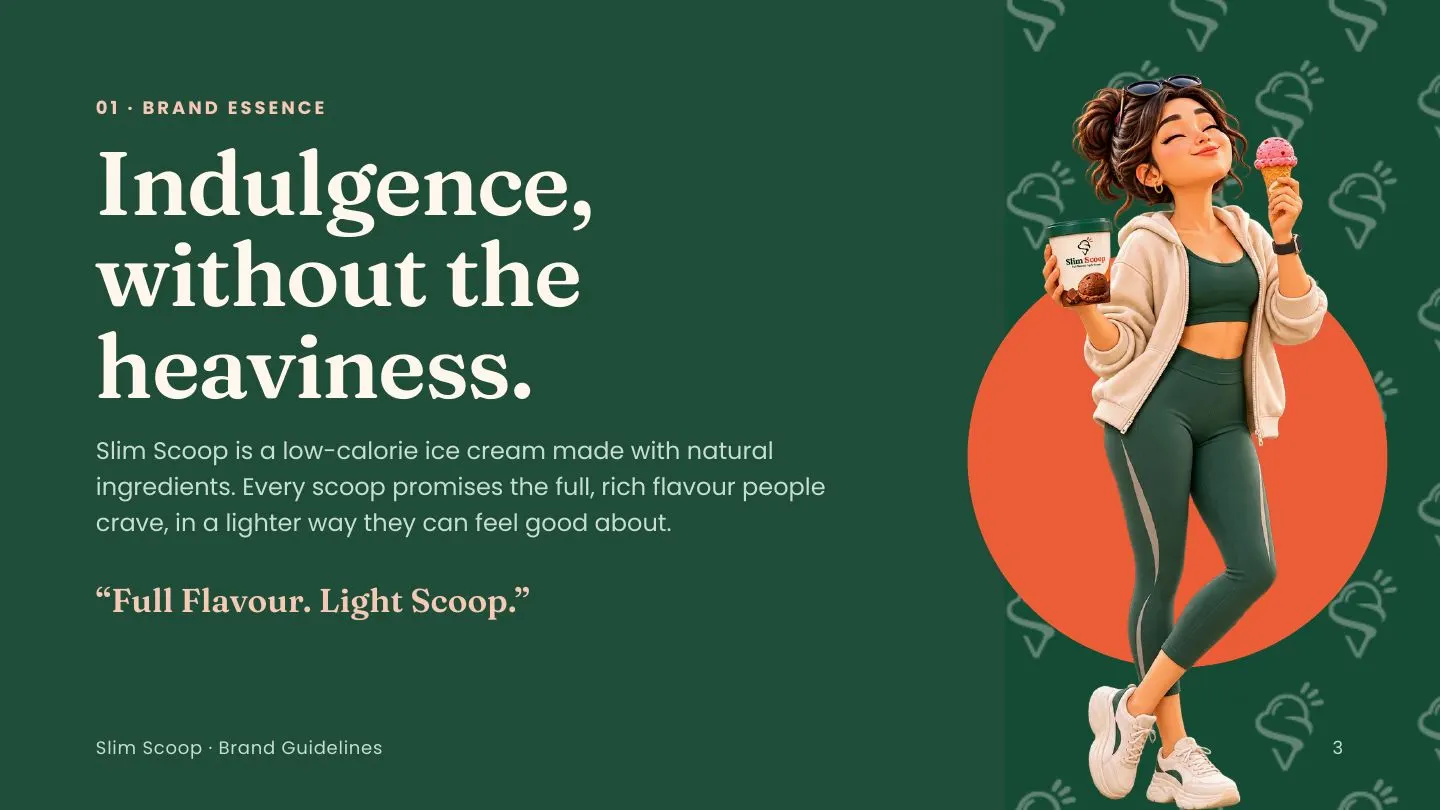 01 · BRAND ESSENCE
Indulgence,
without the
heaviness.
Slim Scoop is a low-calorie ice cream made with natural
ingredients. Every scoop promises the full, rich flavour people
crave, in a lighter way they can feel good about.
“Full Flavour. Light Scoop.”
Slim Scoop
Slim Scoop · Brand Guidelines
3